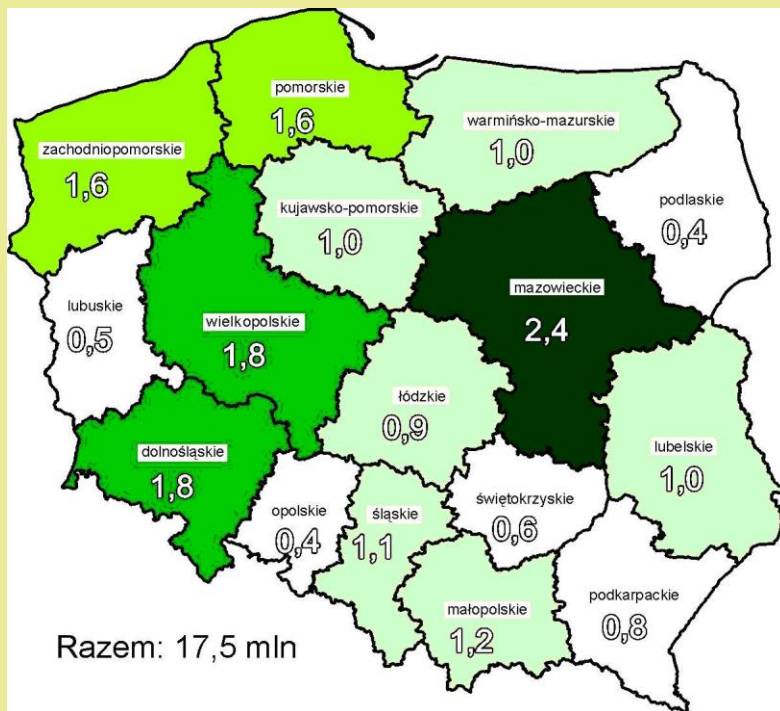 pomorskie
1,6
warmińsko-mazurskie
1,0
zachodniopomorskie
1,6
podlaskie
0,4
kujawsko-pomorskie
1,0
mazowieckie
2,4
lubuskie
0,5
wielkopolskie
1,8
łódzkie
0,9
dolnośląskie
1,8
lubelskie
1,0
opolskie
0,4
śląskie
1,1
świętokrzyskie
0,6
małopolskie
1,2
podkarpackie
0,8
Razem: 17,5 mln